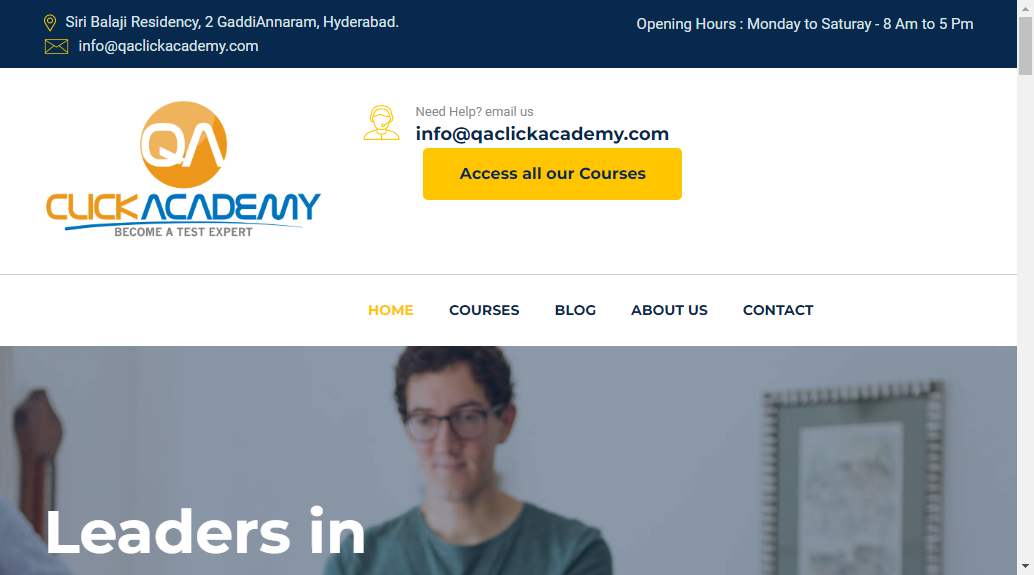 Siri Balaji Residency, 2 GaddiAnnaram, Hyderabad.
info@qaclickacademy.com
Opening Hours : Monday to Saturay - 8 Am to 5 Pm
QA
CLICKACADEMY
BECOME A TEST EXPERT
Need Help? email us
info@qaclickacademy.com
Access all our Courses
HOME COURSES BLOG ABOUT US CONTACT
Leaders in